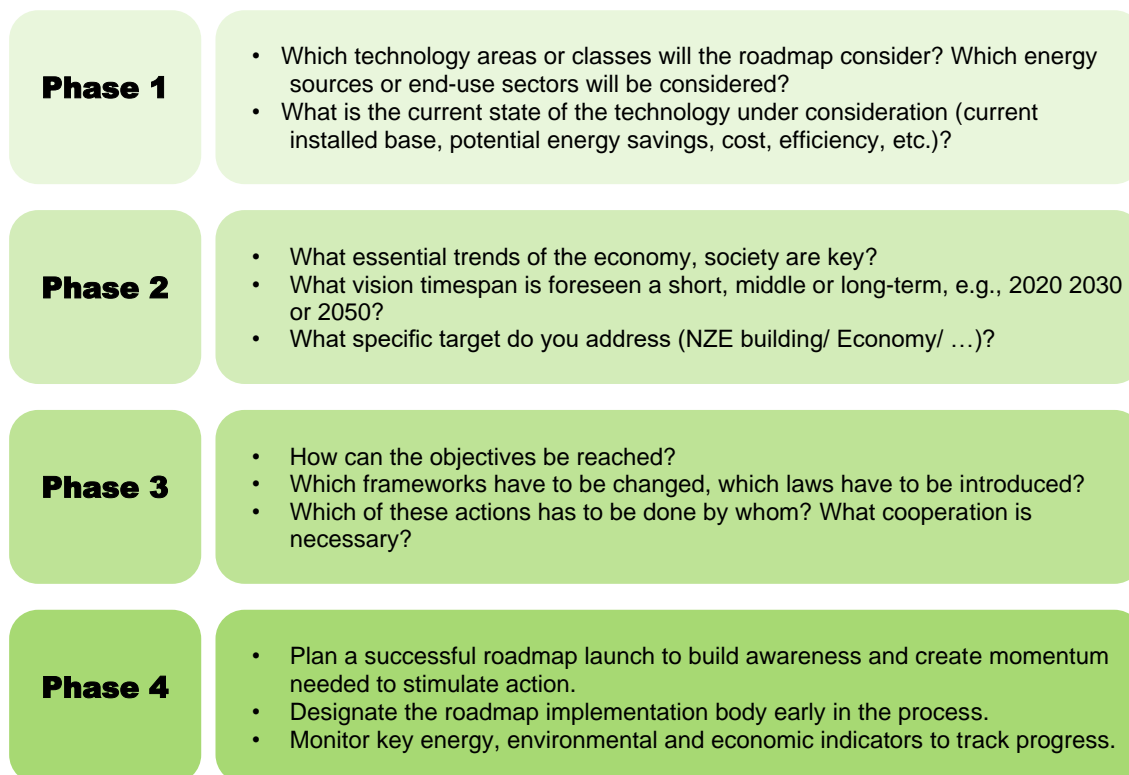 Phase 1
• Which technology areas or classes will the roadmap consider? Which energy
sources or end-use sectors will be considered?
• What is the current state of the technology under consideration (current
installed base, potential energy savings, cost, efficiency, etc.)?
Phase 2
• What essential trends of the economy, society are key?
• What vision timespan is foreseen a short, middle or long-term, e.g., 2020 2030
or 2050?
• What specific target do you address (NZE building/ Economy/ …)?
Phase 3
• How can the objectives be reached?
• Which frameworks have to be changed, which laws have to be introduced?
• Which of these actions has to be done by whom? What cooperation is
necessary?
Phase 4
• Plan a successful roadmap launch to build awareness and create momentum
needed to stimulate action.
• Designate the roadmap implementation body early in the process.
• Monitor key energy, environmental and economic indicators to track progress.